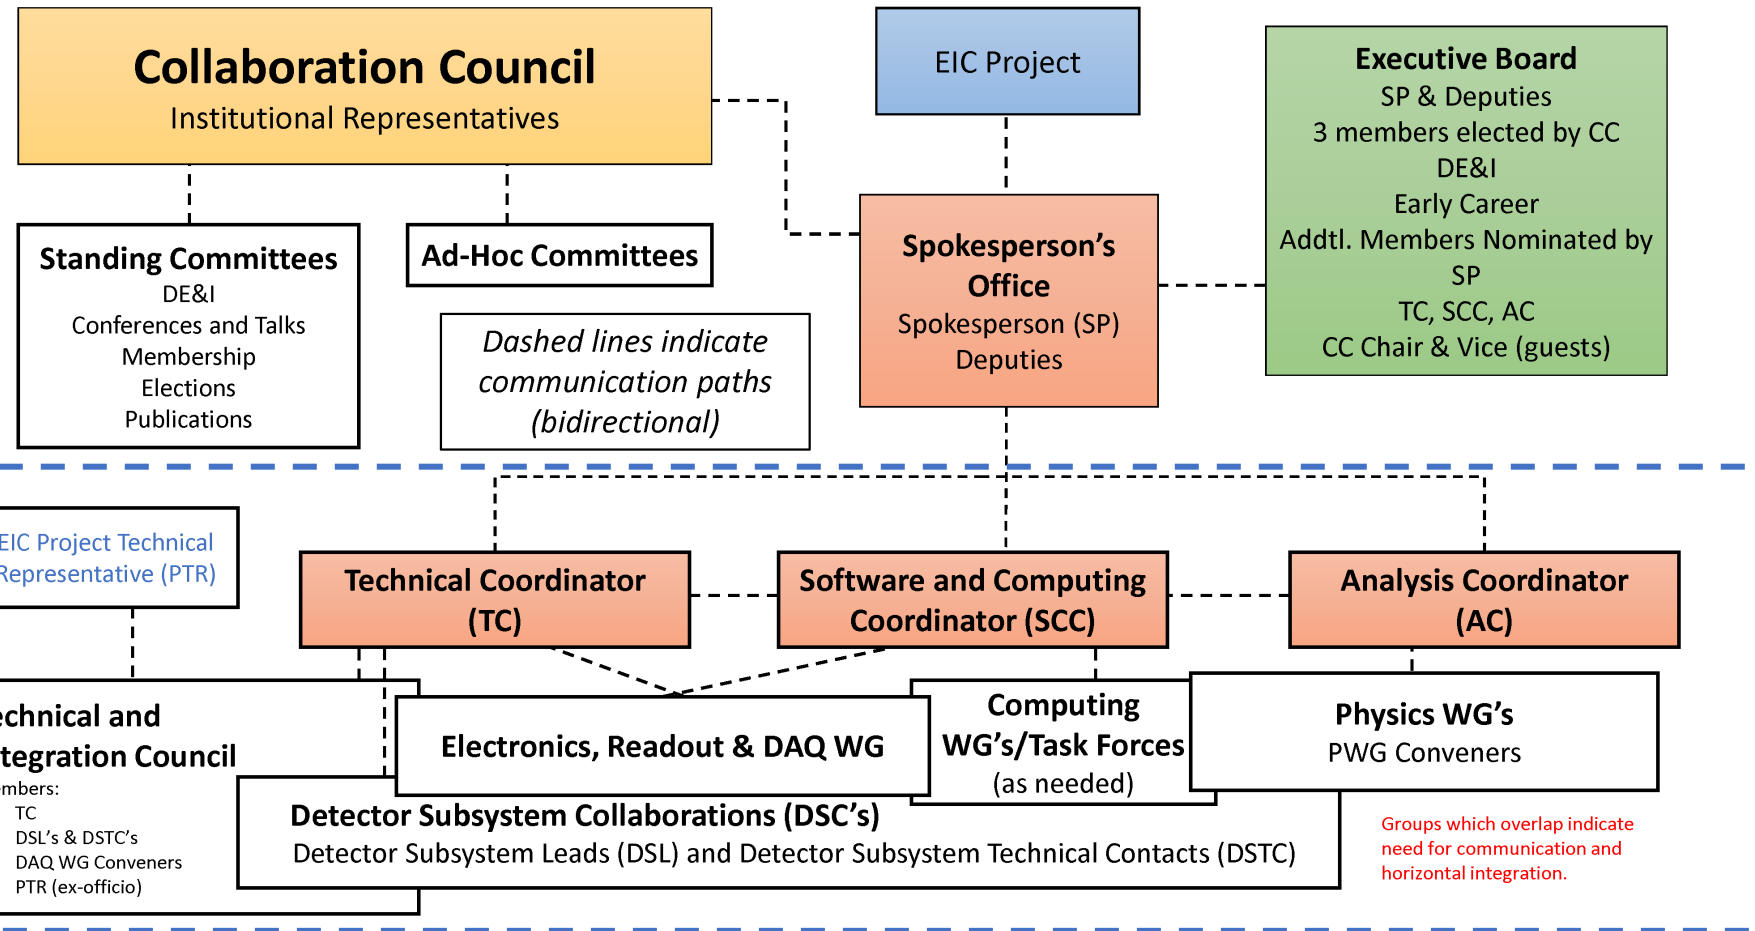 Collaboration Council
Institutional Representatives
EIC Project
Executive Board
SP & Deputies
3 members elected by CC
DE&I
Early Career
Addtl. Members Nominated by
SP
TC, SCC, AC
CC Chair & Vice (guests)
Standing Committees
DE&I
Conferences and Talks
Membership
Elections
Publications
Ad-Hoc Committees
Dashed lines indicate
communication paths
(bidirectional)
Spokesperson’s
Office
Spokesperson (SP)
Deputies
EIC Project Technical
Representative (PTR)
Technical Coordinator
(TC)
Software and Computing
Coordinator (SCC)
Analysis Coordinator
(AC)
echnical and
tegration Council
mbers:
TC
DSL’s & DSTC’s
DAQ WG Conveners
PTR (ex-officio)
Electronics, Readout & DAQ WG
Computing
WG’s/Task Forces
(as needed)
Physics WG’s
PWG Conveners
Detector Subsystem Collaborations (DSC’s)
Detector Subsystem Leads (DSL) and Detector Subsystem Technical Contacts (DSTC)
Groups which overlap indicate
need for communication and
horizontal integration.